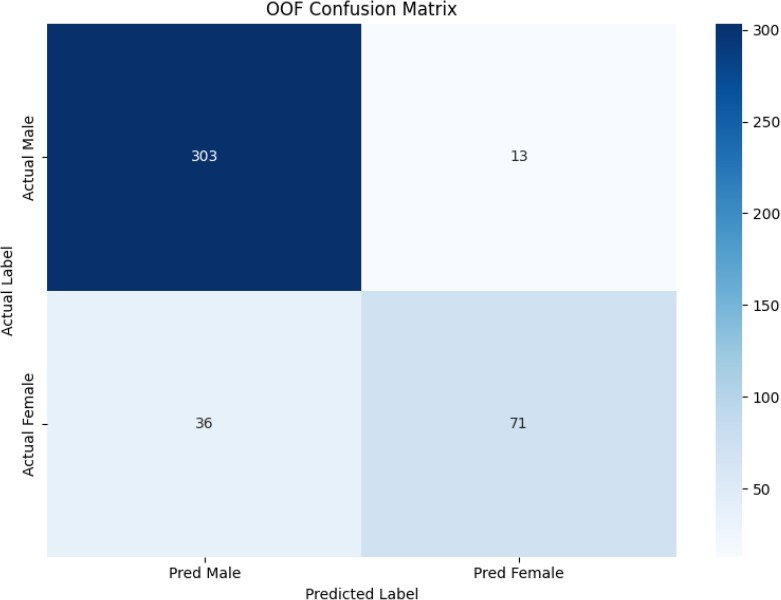 OOF Confusion Matrix
Actual Label
Actual Male
303
13
Actual Female
36
71
Pred Male
Pred Female
Predicted Label
300
250
200
150
100
50